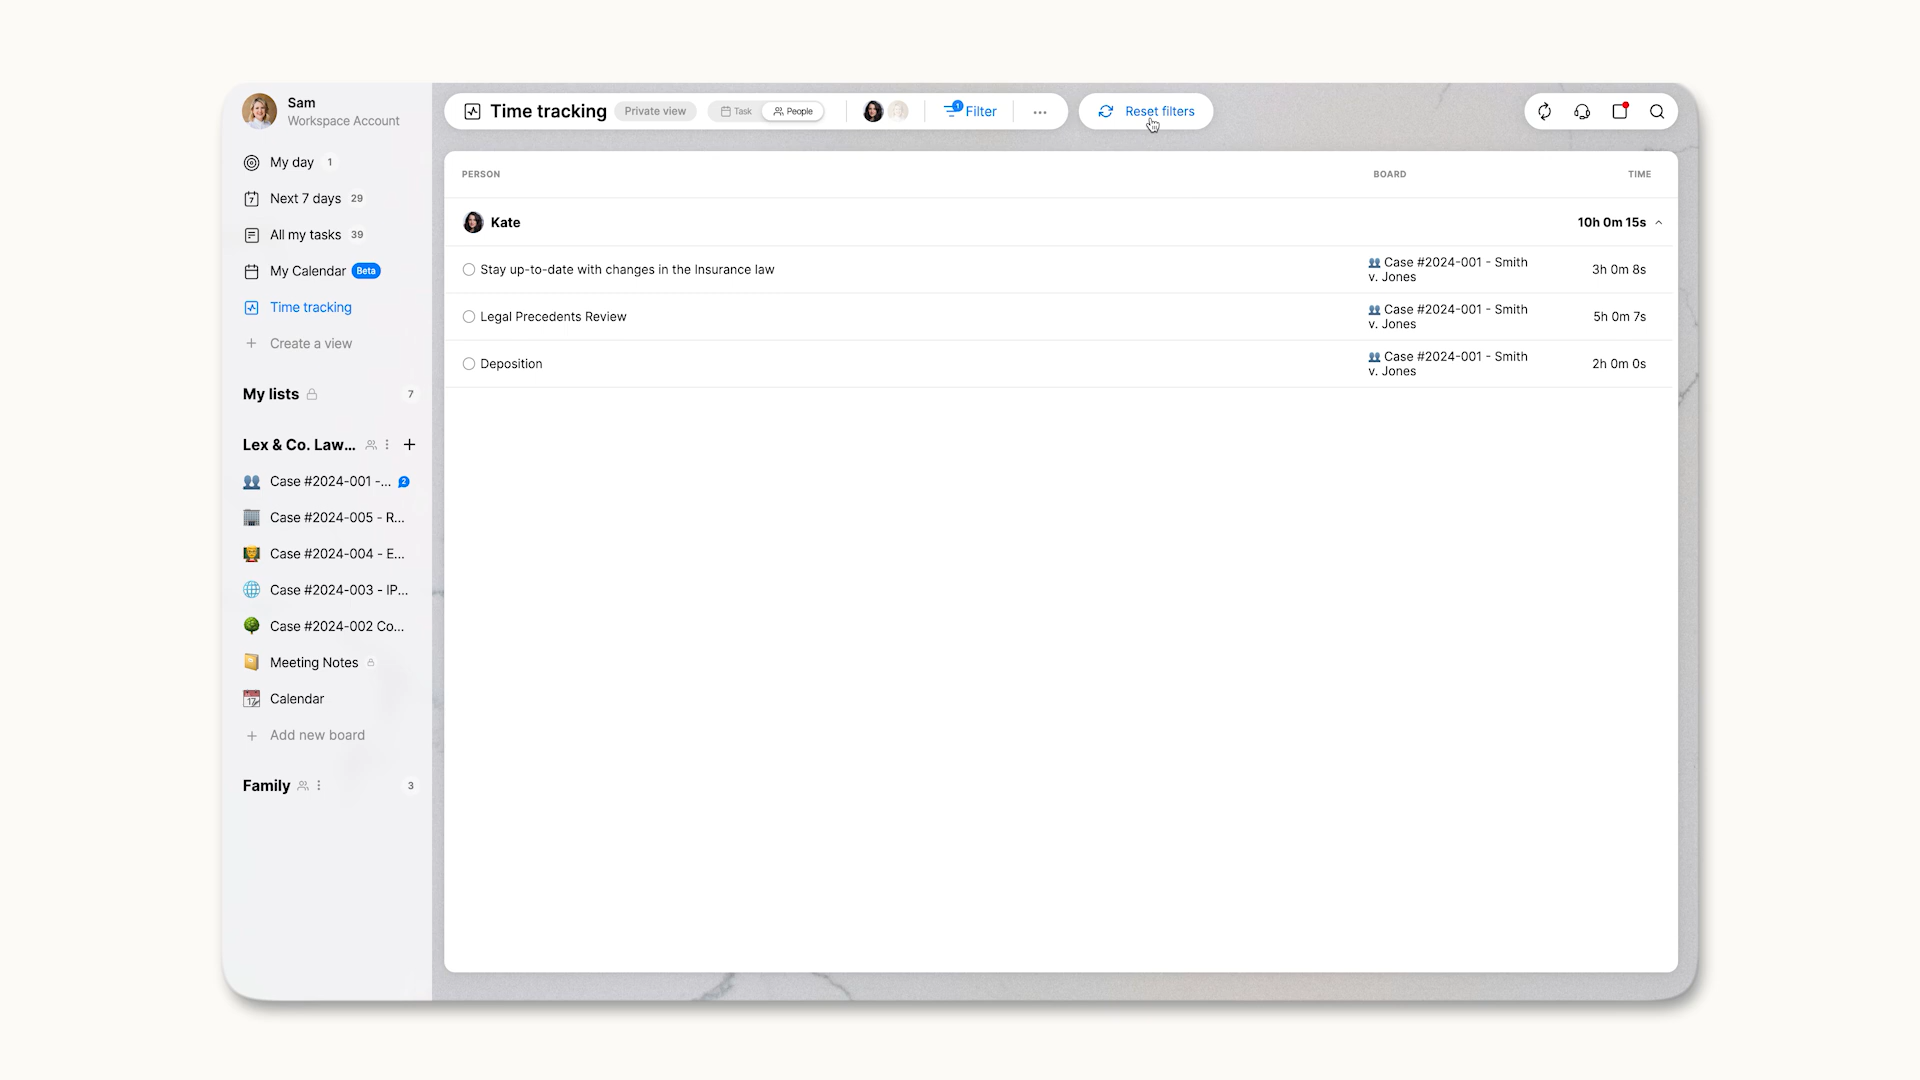 Sam
Workspace Account
My day 1
Next 7 days 29
All my tasks 39
My Calendar Beta
Time tracking
Create a view
My lists 7
Lex & Co. Law...
Case #2024-001 -... 2
Case #2024-005 - R...
Case #2024-004 - E...
Case #2024-003 - IP...
Case #2024-002 Co...
Meeting Notes
Calendar
Add new board
Family 3
Time tracking Private view Task People 1 Filter ... Reset filters
PERSON BOARD TIME
Kate 10h 0m 15s
Stay up-to-date with changes in the Insurance law
Case #2024-001 - Smith
v. Jones
3h 0m 8s
Legal Precedents Review
Case #2024-001 - Smith
v. Jones
5h 0m 7s
Deposition
Case #2024-001 - Smith
v. Jones
2h 0m 0s